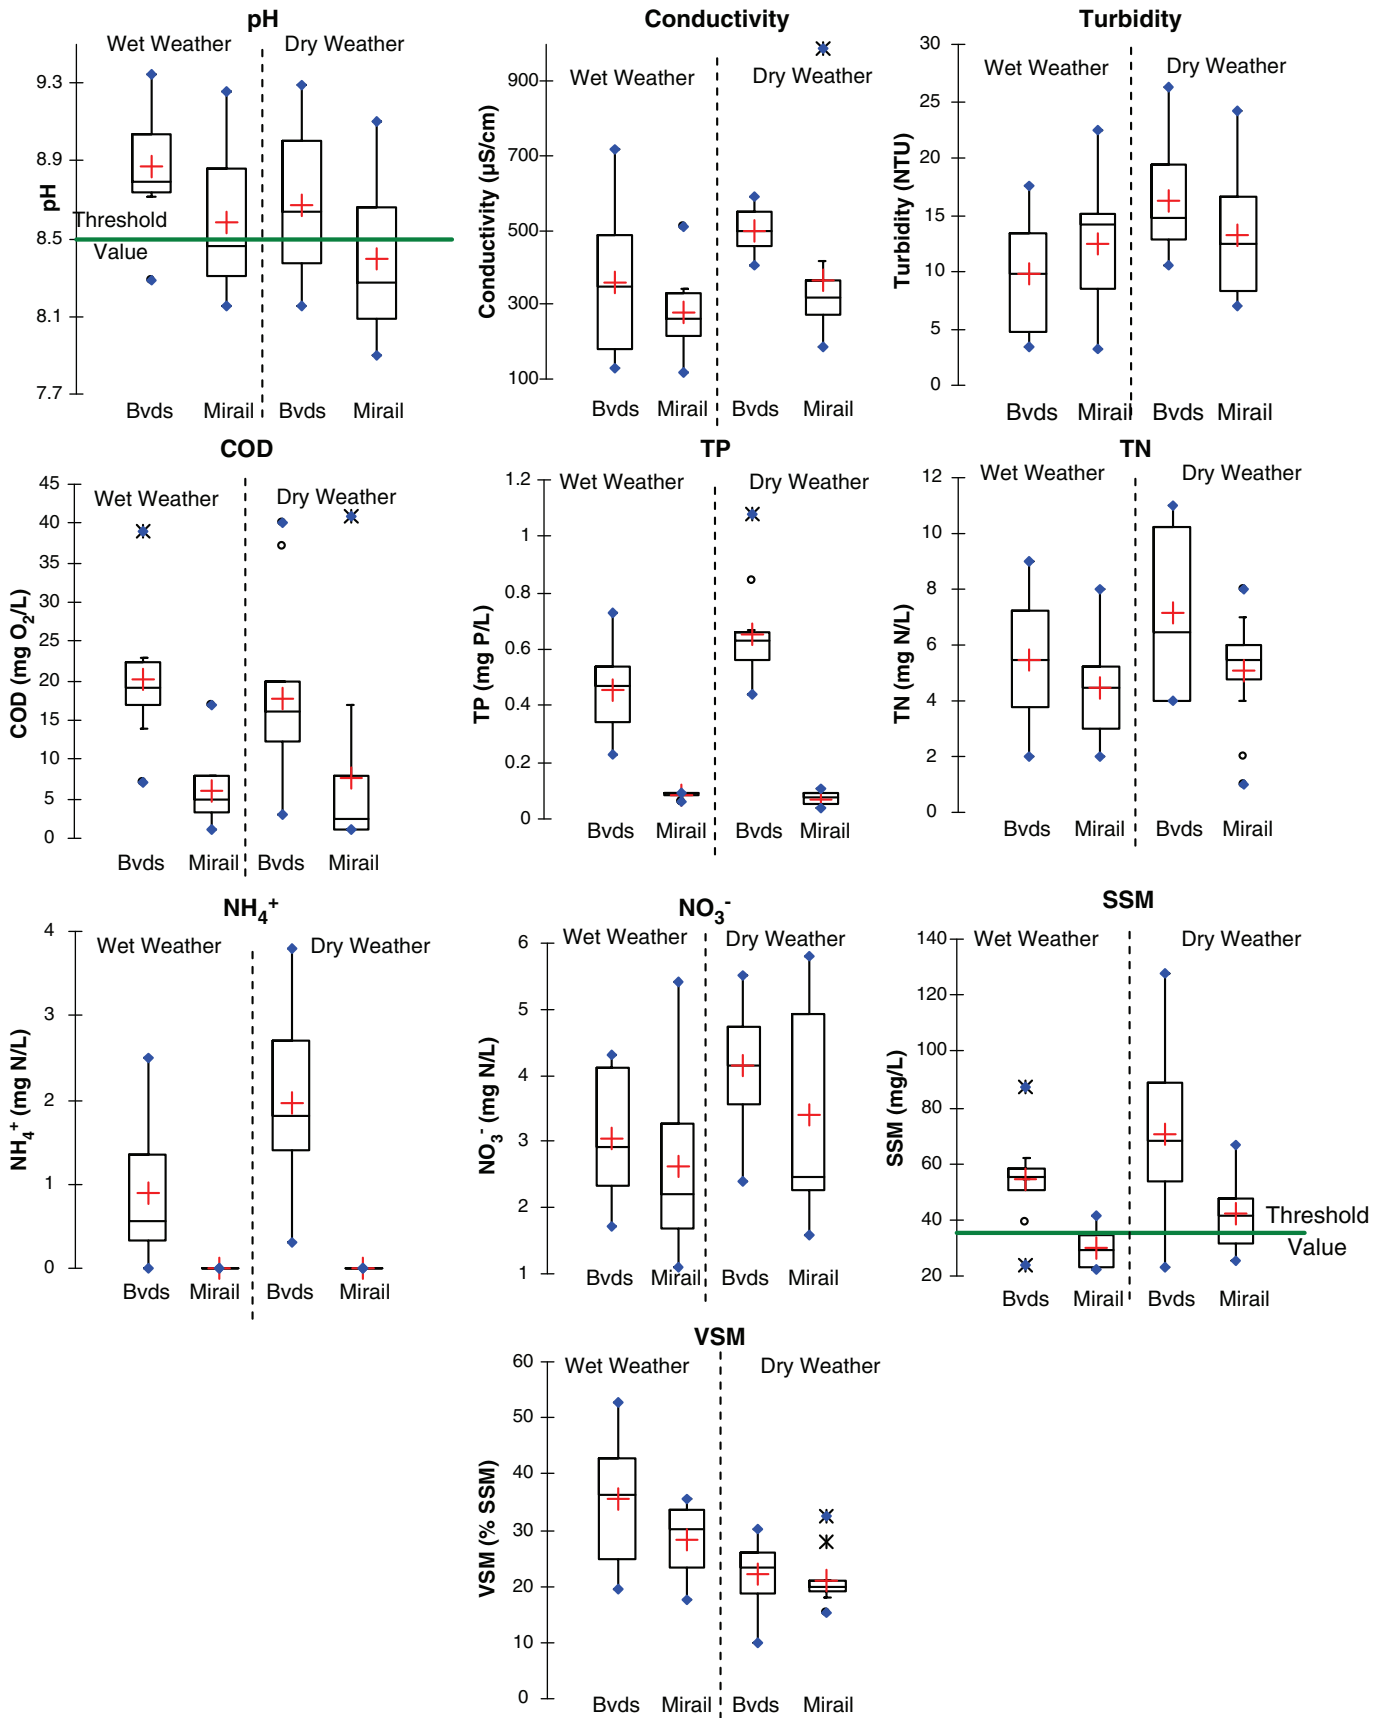 pH
Wet Weather
Dry Weather
9.3
8.9
8.5
8.1
7.7
pH
Threshold
Value
Bvds
Mirail
Bvds
Mirail
Conductivity
Wet Weather
Dry Weather
900
700
500
300
100
Conductivity (µS/cm)
Bvds
Mirail
Bvds
Mirail
Turbidity
Wet Weather
Dry Weather
30
25
20
15
10
5
0
Turbidity (NTU)
Bvds
Mirail
Bvds
Mirail
COD
Wet Weather
Dry Weather
45
40
35
30
25
20
15
10
5
0
COD (mg O2/L)
Bvds
Mirail
Bvds
Mirail
TP
Wet Weather
Dry Weather
1.2
1
0.8
0.6
0.4
0.2
0
TP (mg P/L)
Bvds
Mirail
Bvds
Mirail
TN
Wet Weather
Dry Weather
12
10
8
6
4
2
0
TN (mg N/L)
Bvds
Mirail
Bvds
Mirail
NH4+
Wet Weather
Dry Weather
4
3
2
1
0
NH4+ (mg N/L)
Bvds
Mirail
Bvds
Mirail
NO3-
Wet Weather
Dry Weather
6
5
4
3
2
1
NO3- (mg N/L)
Bvds
Mirail
Bvds
Mirail
SSM
Wet Weather
Dry Weather
140
120
100
80
60
40
20
SSM (mg/L)
Threshold
Value
Bvds
Mirail
Bvds
Mirail
VSM
Wet Weather
Dry Weather
60
50
40
30
20
10
0
VSM (% SSM)
Bvds
Mirail
Bvds
Mirail